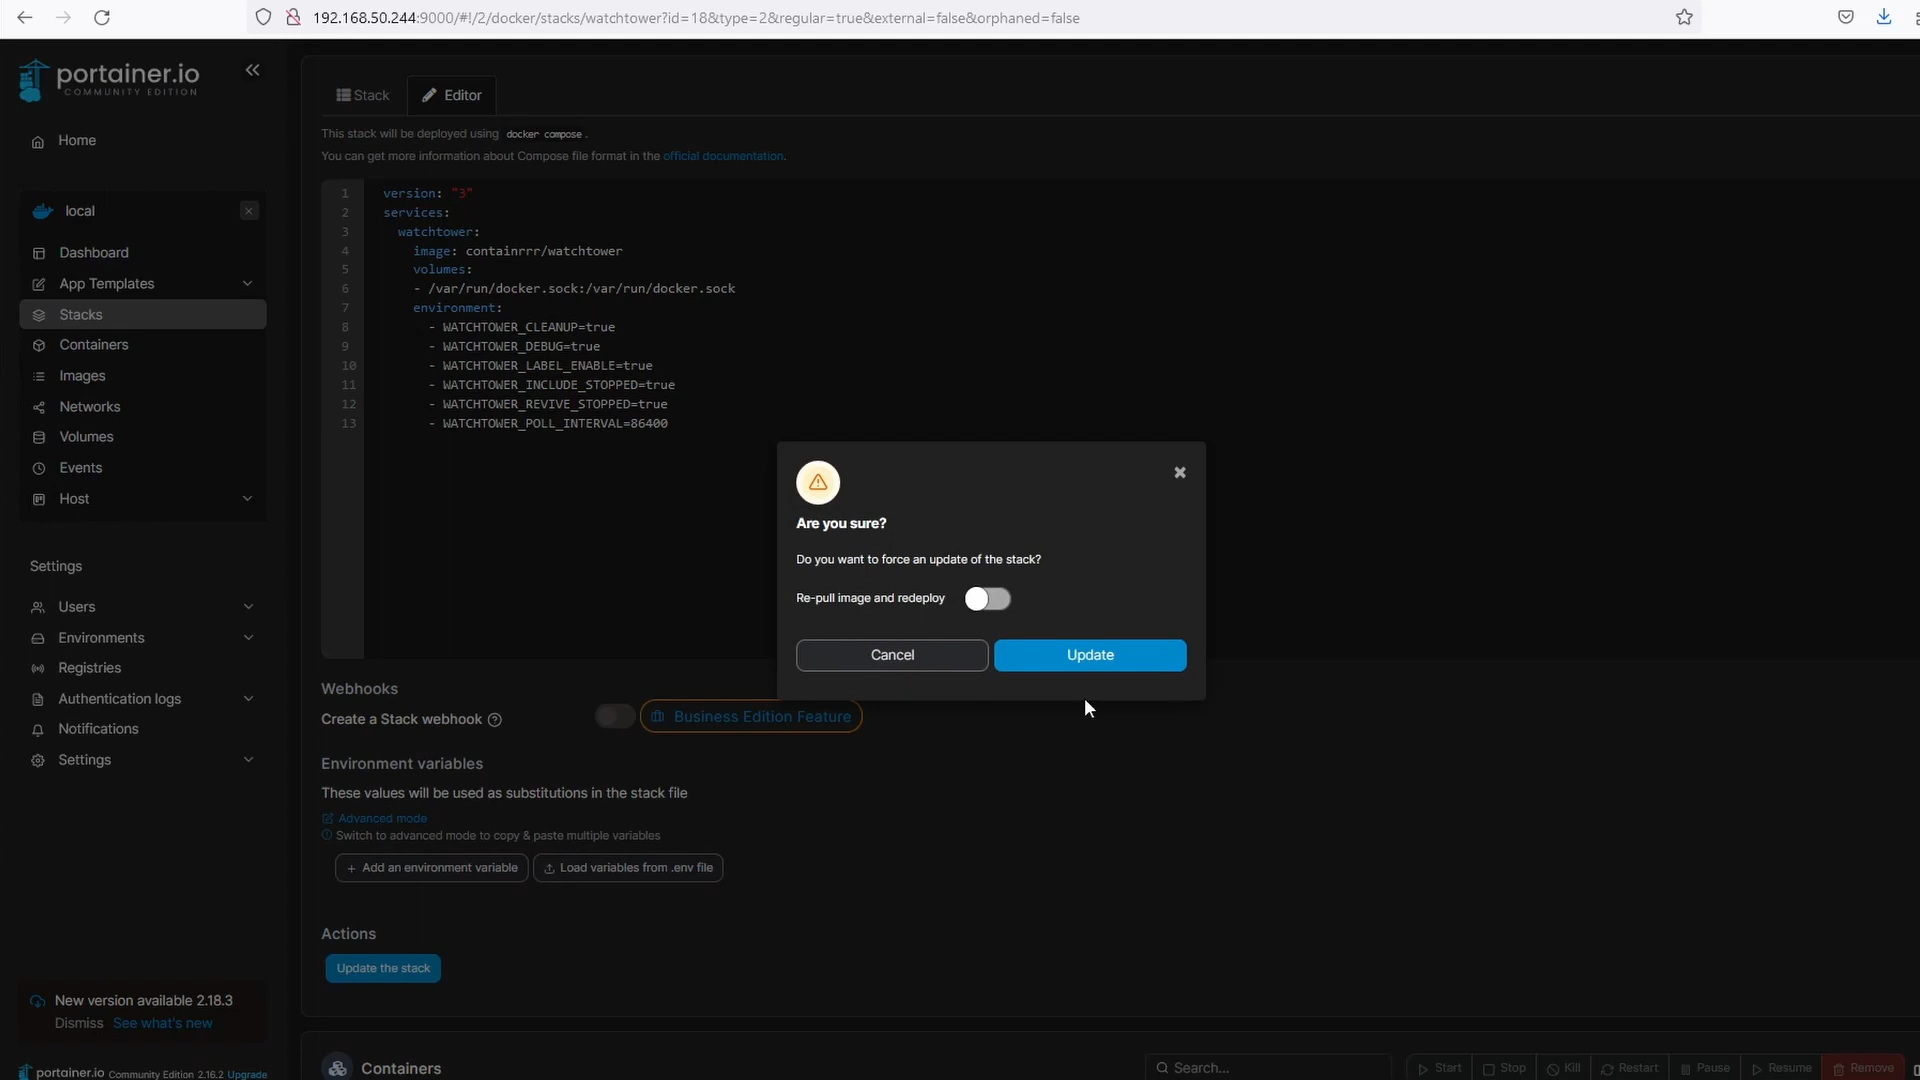 192.168.50.244:9000/#!/2/docker/stacks/watchtower?id=18&type=2&regular=true&external=false&orphaned=false
portainer.io
COMMUNITY EDITION
Home
local
Dashboard
App Templates
Stacks
Containers
Images
Networks
Volumes
Events
Host
Settings
Users
Environments
Registries
Authentication logs
Notifications
Settings
New version available 2.18.3
Dismiss See what's new
portainer.io Community Edition 2.16.2 Upgrade
Stack Editor
This stack will be deployed using docker compose.
You can get more information about Compose file format in the official documentation.
1 version: "3"
2 services:
3 watchtower:
4 image: containrrr/watchtower
5 volumes:
6 - /var/run/docker.sock:/var/run/docker.sock
7 environment:
8 - WATCHTOWER_CLEANUP=true
9 - WATCHTOWER_DEBUG=true
10 - WATCHTOWER_LABEL_ENABLE=true
11 - WATCHTOWER_INCLUDE_STOPPED=true
12 - WATCHTOWER_REVIVE_STOPPED=true
13 - WATCHTOWER_POLL_INTERVAL=86400
Are you sure?
Do you want to force an update of the stack?
Re-pull image and redeploy
Cancel Update
Webhooks
Create a Stack webhook
Business Edition Feature
Environment variables
These values will be used as substitutions in the stack file
Advanced mode
Switch to advanced mode to copy & paste multiple variables
+ Add an environment variable Load variables from .env file
Actions
Update the stack
Containers
Search...
Start Stop Kill Restart Pause Resume Remove